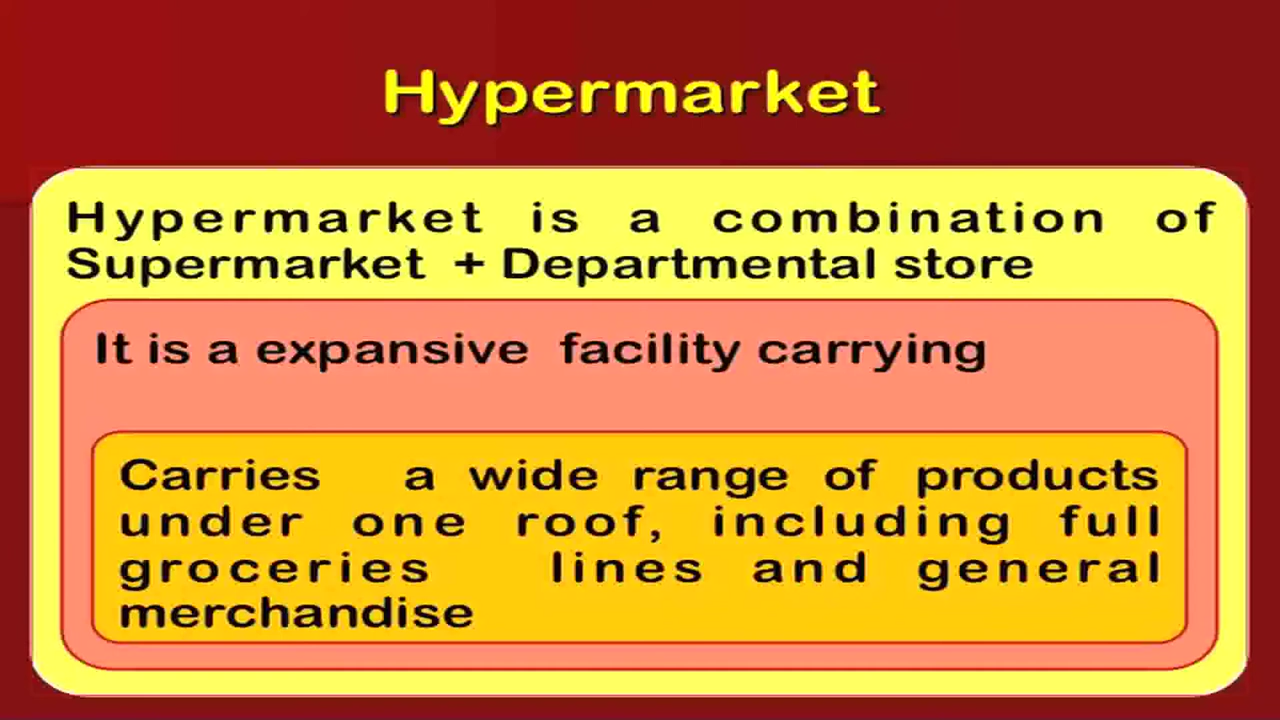 Hypermarket
Hypermarket is a combination of
Supermarket + Departmental store
It is a expansive facility carrying
Carries a wide range of products
under one roof, including full
groceries lines and general
merchandise